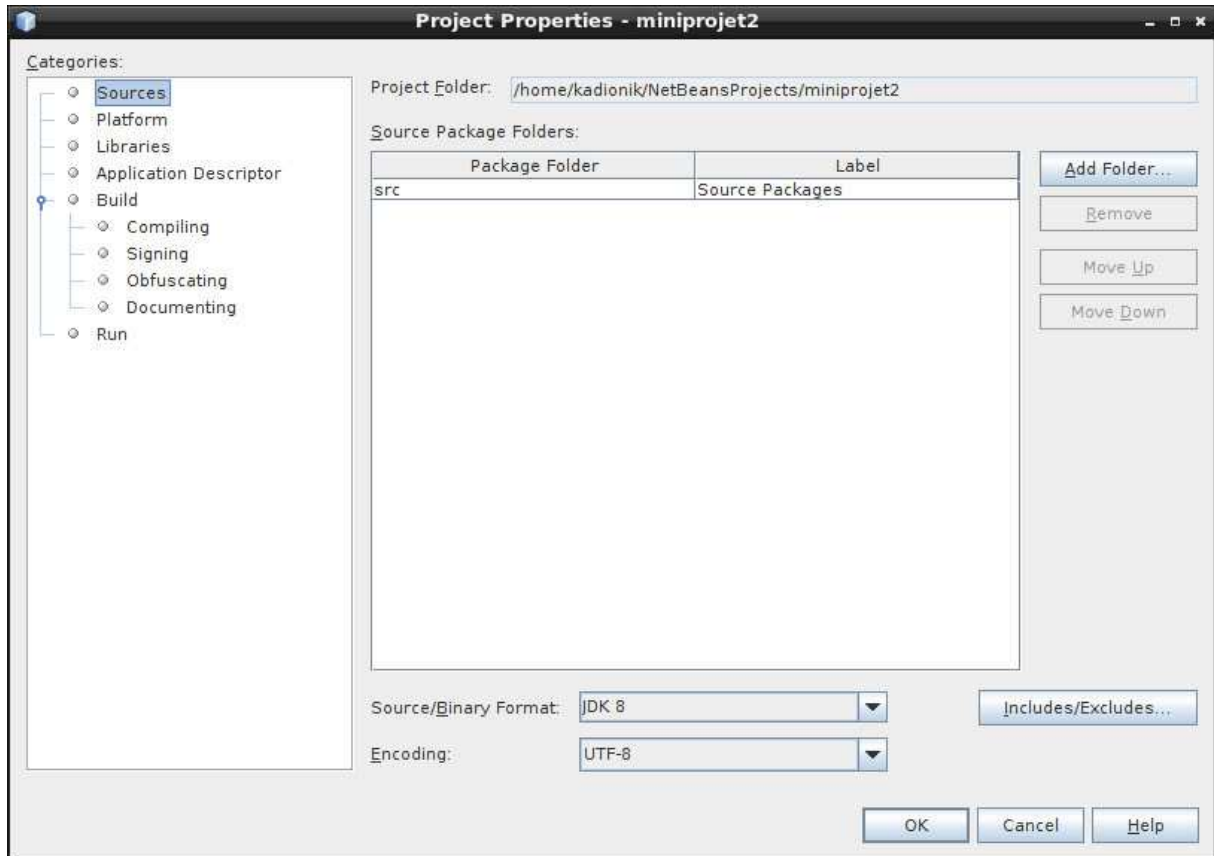 Project Properties - miniprojet2
Categories:
Sources
Platform
Libraries
Application Descriptor
Build
Compiling
Signing
Obfuscating
Documenting
Run
Project Folder: /home/kadionik/NetBeansProjects/miniprojet2
Source Package Folders:
Package Folder Label
src Source Packages
Add Folder...
Remove
Move Up
Move Down
Source/Binary Format: JDK 8
Includes/Excludes...
Encoding: UTF-8
OK Cancel Help